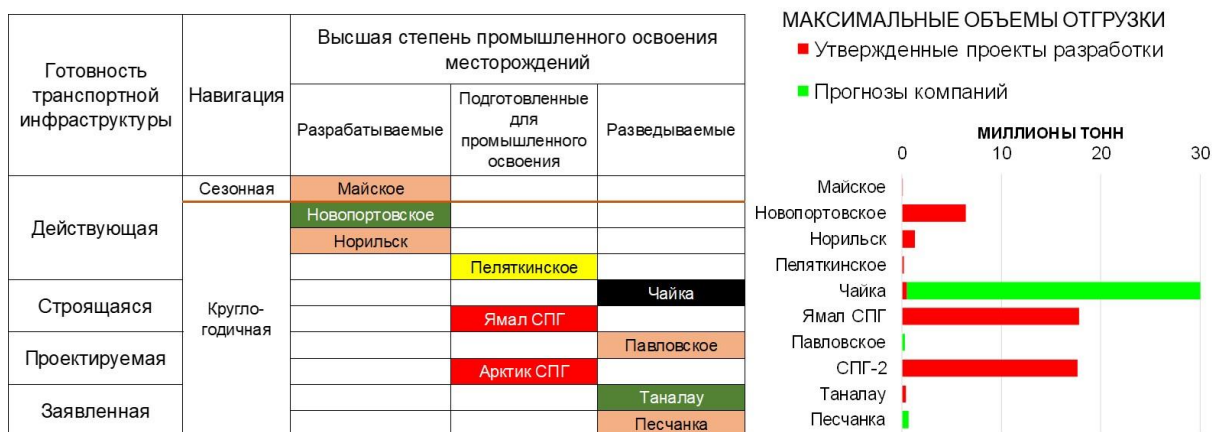 Готовность
транспортной
инфраструктуры
Навигация
Высшая степень промышленного освоения
месторождений
Разрабатываемые
Подготовленные
для
промышленного
освоения
Разведываемые
Действующая
Сезонная
Майское
Новопортовское
Норильск
Пеляткинское
Строящаяся
Кругло-
годичная
Чайка
Ямал СПГ
Проектируемая
Павловское
Арктик СПГ
Заявленная
Таналау
Песчанка
МАКСИМАЛЬНЫЕ ОБЪЕМЫ ОТГРУЗКИ
Утвержденные проекты разработки
Прогнозы компаний
МИЛЛИОНЫ ТОНН
0 10 20 30
Майское
Новопортовское
Норильск
Пеляткинское
Чайка
Ямал СПГ
Павловское
СПГ-2
Таналау
Песчанка